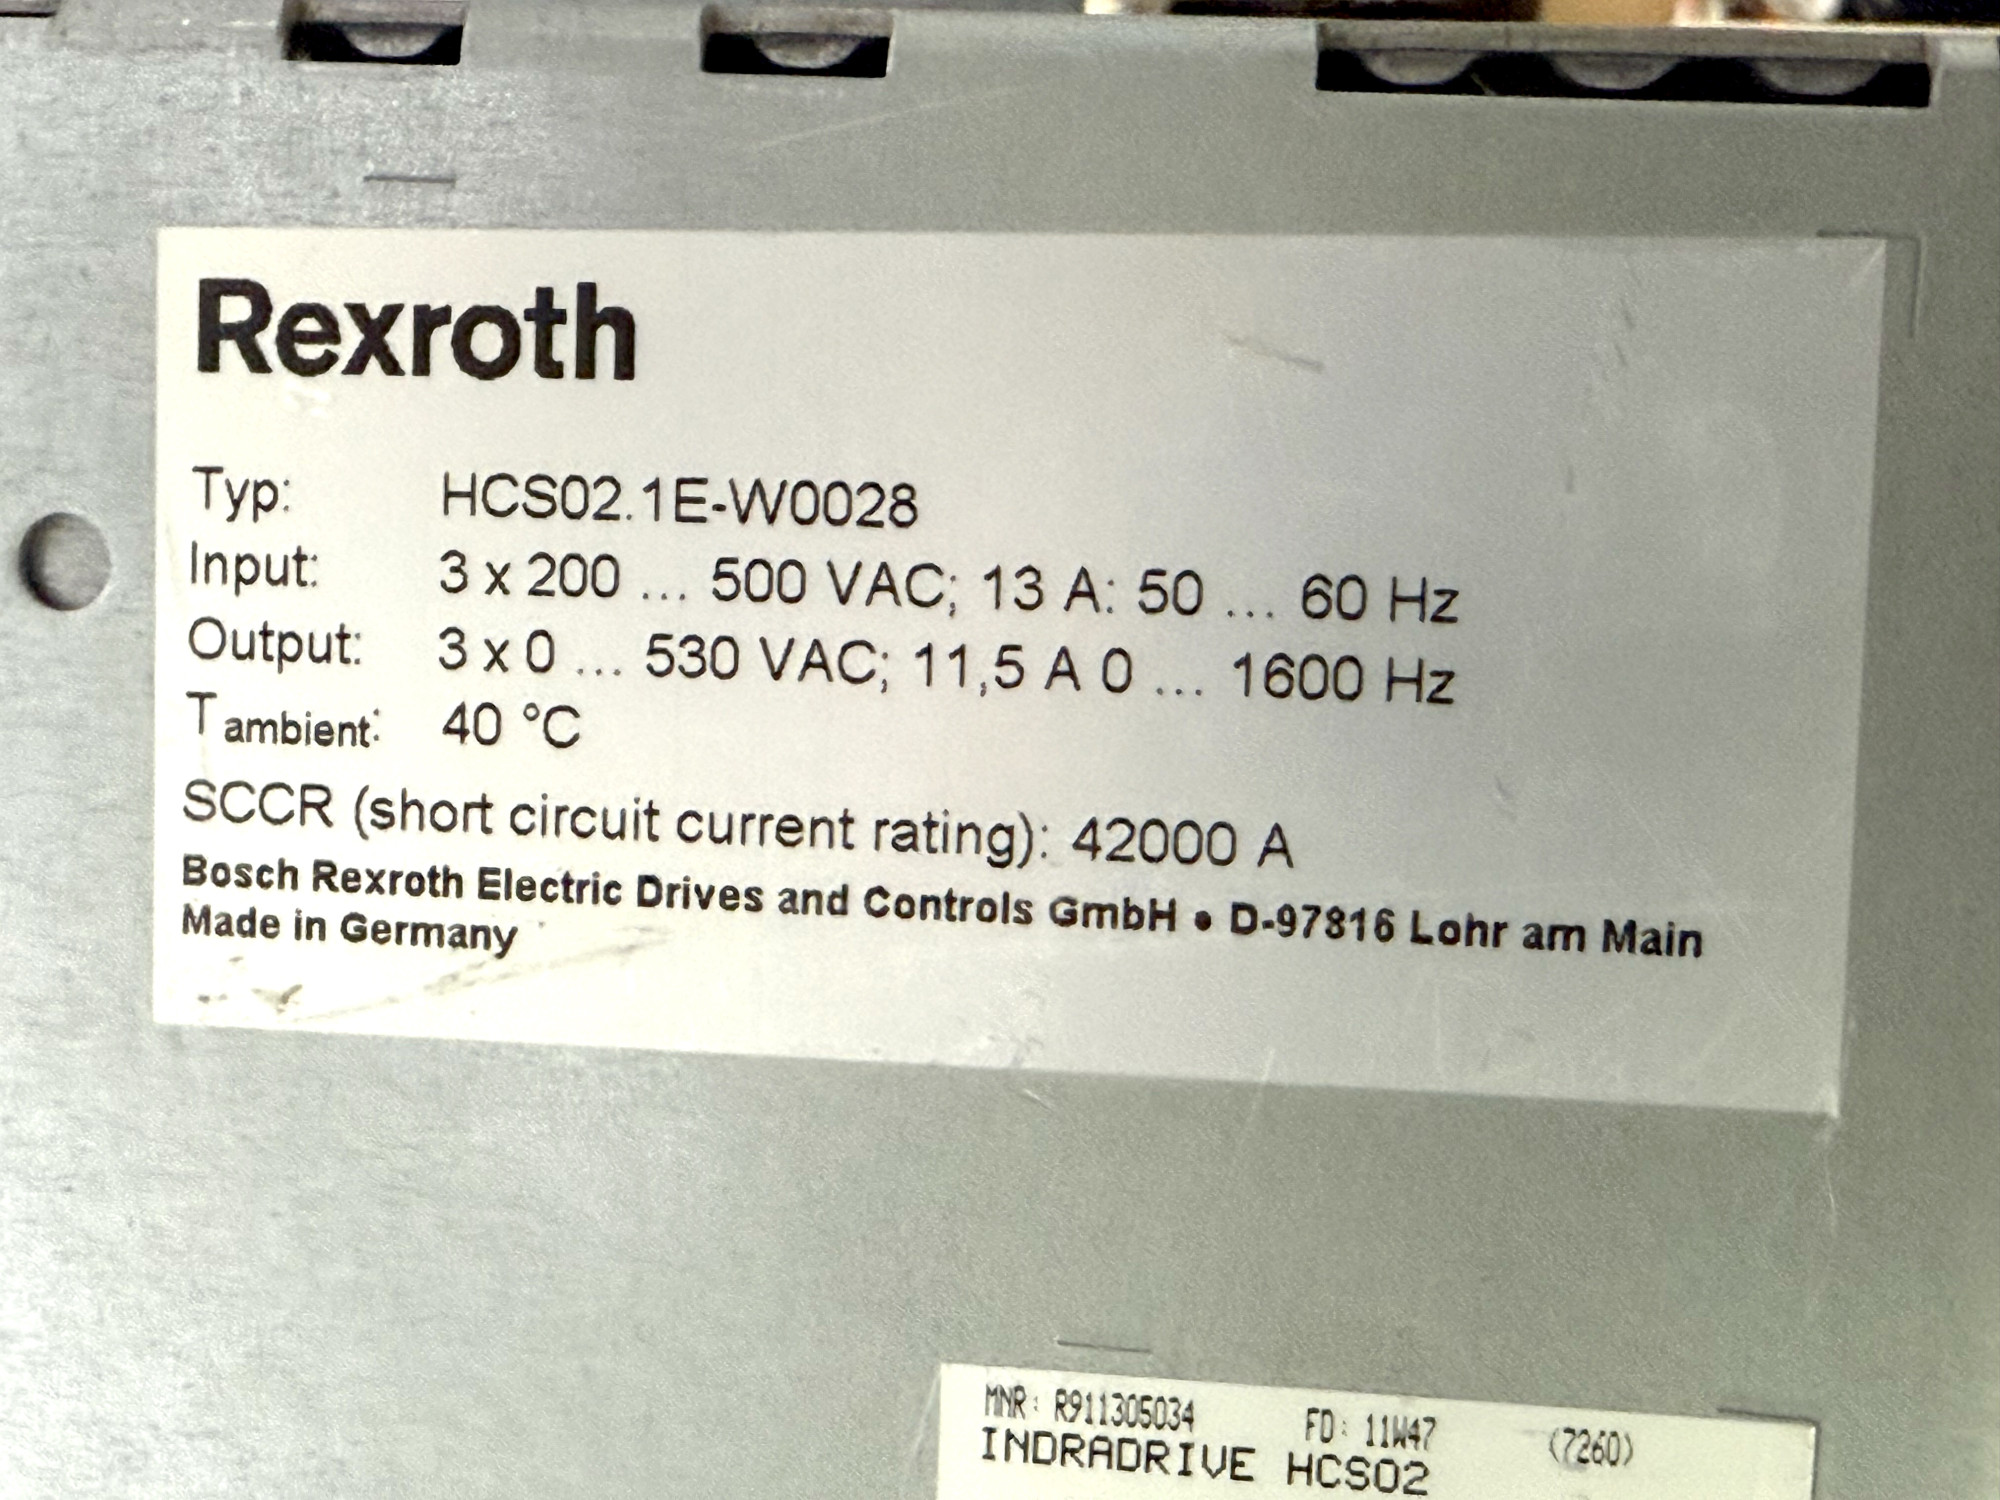 Rexroth
Typ: HCS02.1E-W0028
Input: 3 x 200 ... 500 VAC; 13 A: 50 ... 60 Hz
Output: 3 x 0 ... 530 VAC; 11,5 A 0 ... 1600 Hz
T ambient: 40 °C
SCCR (short circuit current rating): 42000 A
Bosch Rexroth Electric Drives and Controls GmbH • D-97816 Lohr am Main
Made in Germany
MNR: R911305034 FD: 11W47 (7260)
INDRADRIVE HCS02